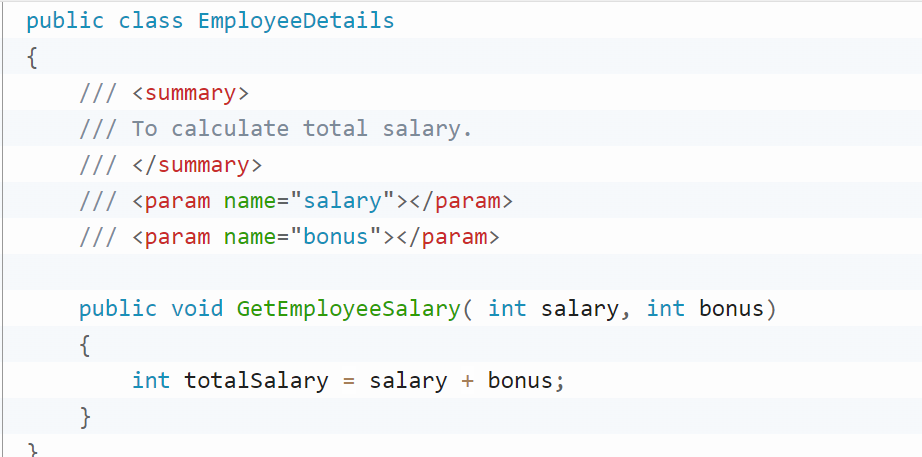 public class EmployeeDetails
{
/// <summary>
/// To calculate total salary.
/// </summary>
/// <param name="salary"></param>
/// <param name="bonus"></param>
public void GetEmployeeSalary( int salary, int bonus)
{
int totalSalary = salary + bonus;
}
}